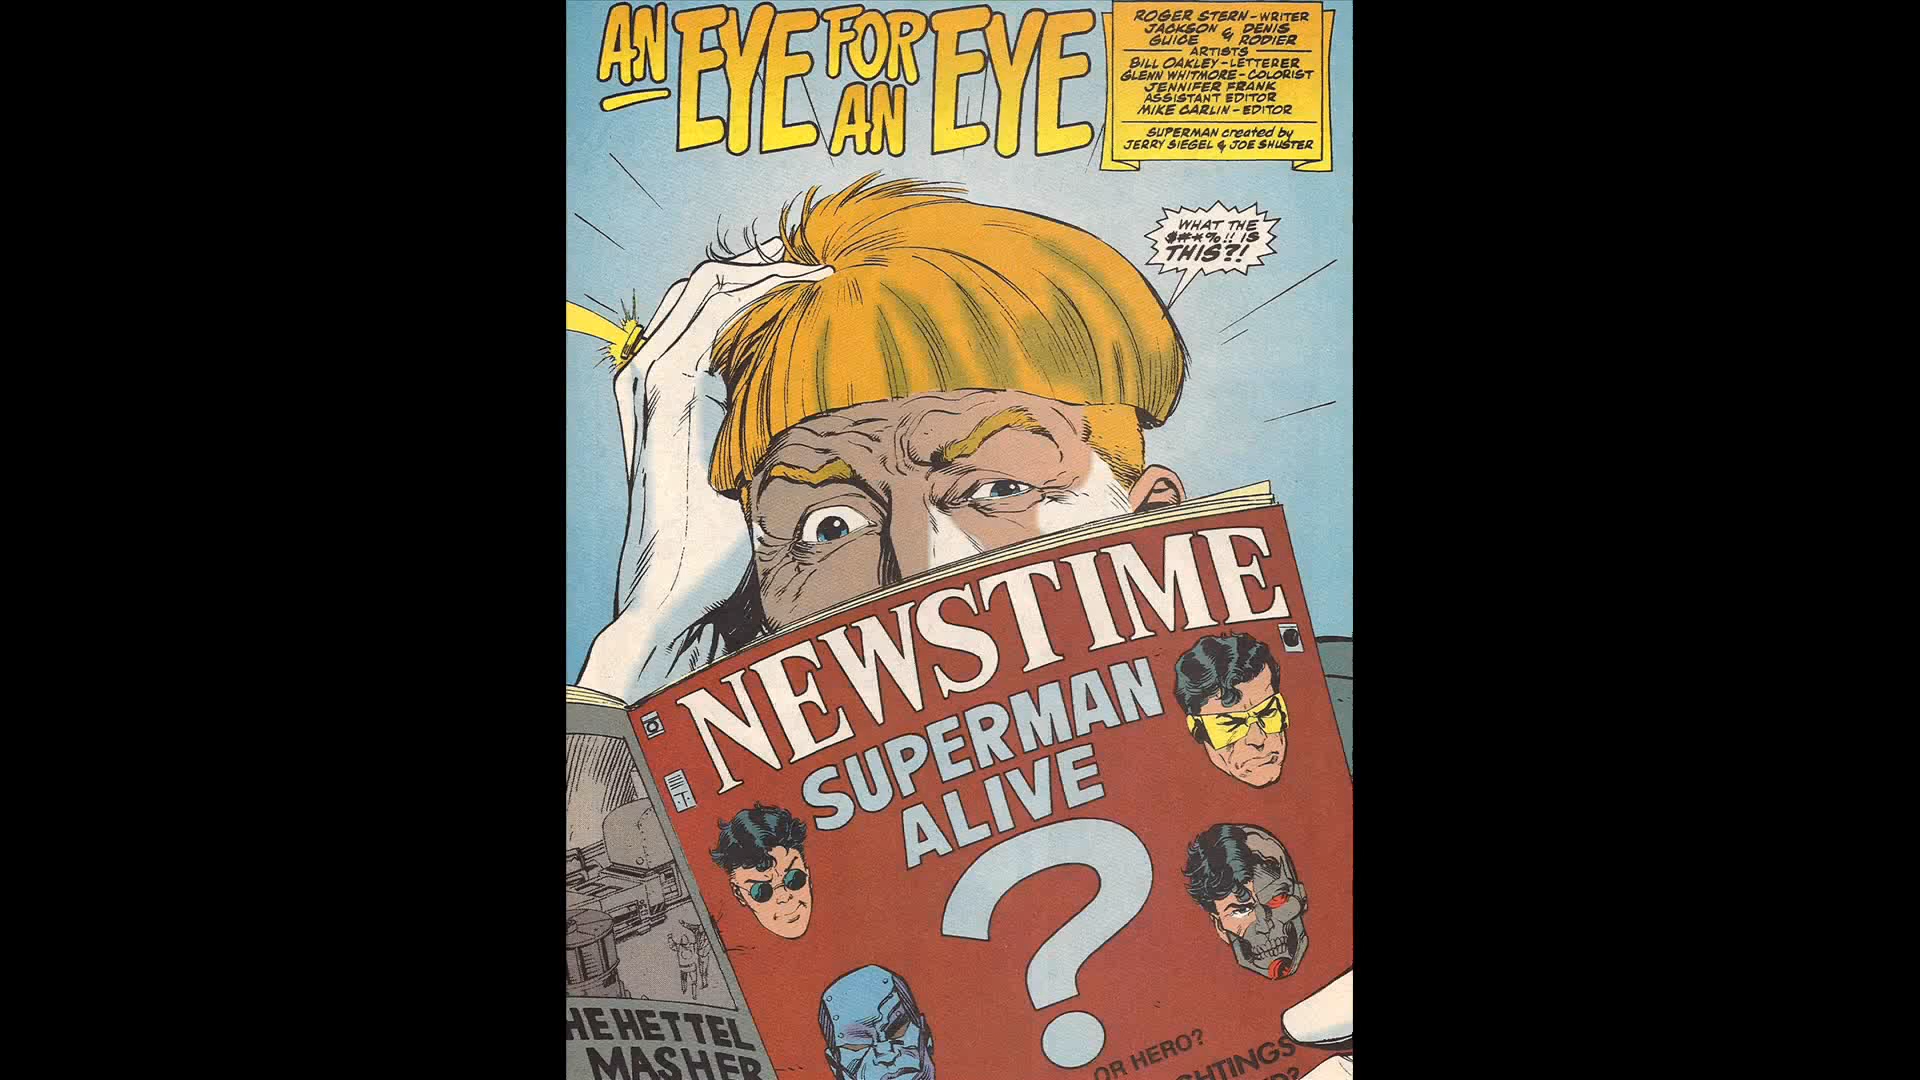 AN EYE FOR AN EYE
ROGER STERN - WRITER
JACKSON & DENIS
GUICE RODIER
ARTISTS
BILL OAKLEY - LETTERER
GLENN WHITMORE - COLORIST
JENNIFER FRANK
ASSISTANT EDITOR
MIKE CARLIN - EDITOR
SUPERMAN created by
JERRY SIEGEL & JOE SHUSTER
WHAT THE
$#*%!! IS
THIS?!
NEWSTIME
SUPERMAN
ALIVE
?
HE HETTEL
MASHER
OR HERO?